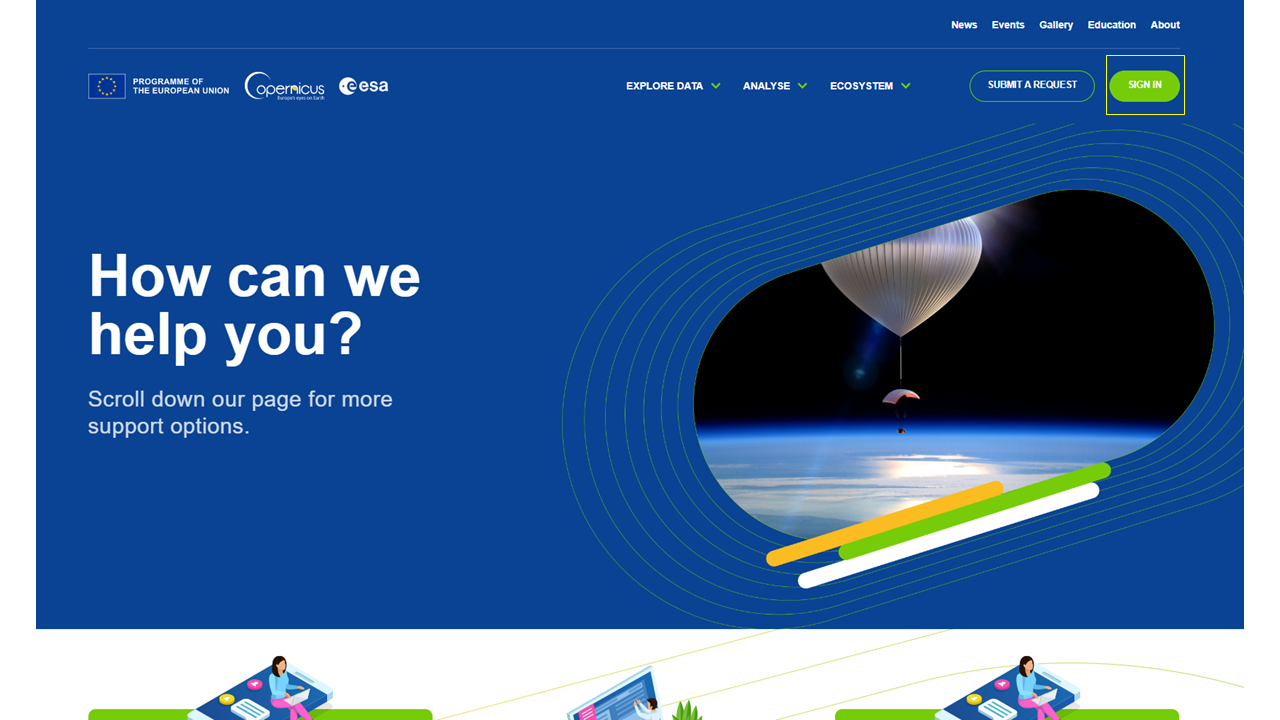 News Events Gallery Education About
PROGRAMME OF
THE EUROPEAN UNION
opernicus
Europe's eyes on Earth
esa
EXPLORE DATA ANALYSE ECOSYSTEM SUBMIT A REQUEST SIGN IN
How can we
help you?
Scroll down our page for more
support options.